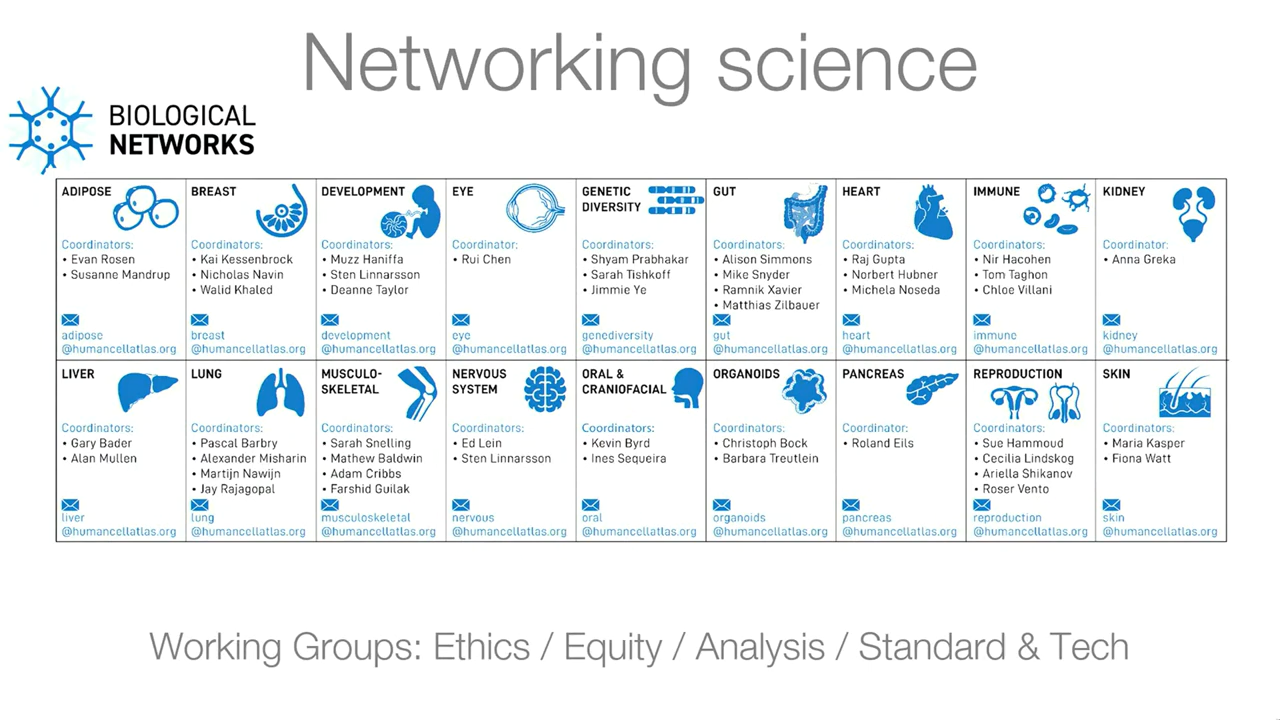 Networking science
BIOLOGICAL
NETWORKS
ADIPOSE
Coordinators:
• Evan Rosen
• Susanne Mandrup
adipose
@humancellatlas.org
BREAST
Coordinators:
• Kai Kessenbrock
• Nicholas Navin
• Walid Khaled
breast
@humancellatlas.org
DEVELOPMENT
Coordinators:
• Muzz Haniffa
• Sten Linnarsson
• Deanne Taylor
development
@humancellatlas.org
EYE
Coordinator:
• Rui Chen
eye
@humancellatlas.org
GENETIC
DIVERSITY
Coordinators:
• Shyam Prabhakar
• Sarah Tishkoff
• Jimmie Ye
genediversity
@humancellatlas.org
GUT
Coordinators:
• Alison Simmons
• Mike Snyder
• Ramnik Xavier
• Matthias Zilbauer
gut
@humancellatlas.org
HEART
Coordinators:
• Raj Gupta
• Norbert Hubner
• Michela Noseda
heart
@humancellatlas.org
IMMUNE
Coordinators:
• Nir Hacohen
• Tom Taghon
• Chloe Villani
immune
@humancellatlas.org
KIDNEY
Coordinator:
• Anna Greka
kidney
@humancellatlas.org
LIVER
Coordinators:
• Gary Bader
• Alan Mullen
liver
@humancellatlas.org
LUNG
Coordinators:
• Pascal Barbry
• Alexander Misharin
• Martijn Nawijn
• Jay Rajagopal
lung
@humancellatlas.org
MUSCULO-
SKELETAL
Coordinators:
• Sarah Snelling
• Mathew Baldwin
• Adam Cribbs
• Farshid Guilak
musculoskeletal
@humancellatlas.org
NERVOUS
SYSTEM
Coordinators:
• Ed Lein
• Sten Linnarsson
nervous
@humancellatlas.org
ORAL &
CRANIOFACIAL
Coordinators:
• Kevin Byrd
• Ines Sequeira
oral
@humancellatlas.org
ORGANOIDS
Coordinators:
• Christoph Bock
• Barbara Treutlein
organoids
@humancellatlas.org
PANCREAS
Coordinator:
• Roland Eils
pancreas
@humancellatlas.org
REPRODUCTION
Coordinators:
• Sue Hammoud
• Cecilia Lindskog
• Ariella Shikanov
• Roser Vento
reproduction
@humancellatlas.org
SKIN
Coordinators:
• Maria Kasper
• Fiona Watt
skin
@humancellatlas.org
Working Groups: Ethics / Equity / Analysis / Standard & Tech